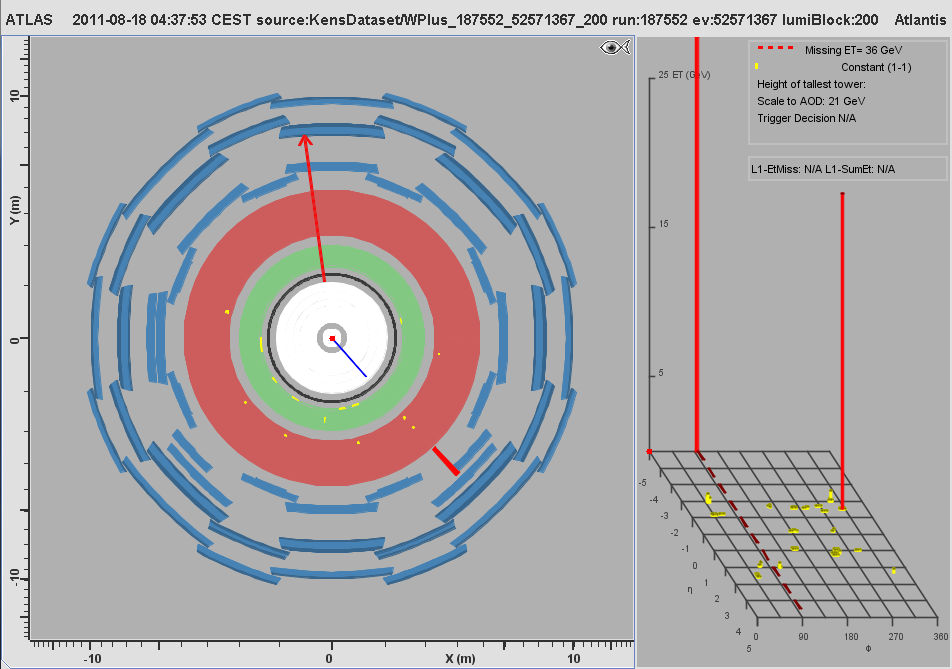 ATLAS 2011-08-18 04:37:53 CEST source:KensDataset/WPlus_187552_52571367_200 run:187552 ev:52571367 lumiBlock:200 Atlantis
Missing ET= 36 GeV
Constant (1-1)
Height of tallest tower:
Scale to AOD: 21 GeV
Trigger Decision N/A
L1-EtMiss: N/A L1-SumEt: N/A
25 ET (GeV)
15
5
10
Y (m)
0
-10
-10 0 X (m) 10
-5
-4
-3
-2
-1
0
η
1
2
3
4
5
0 90 180 270 360
Φ